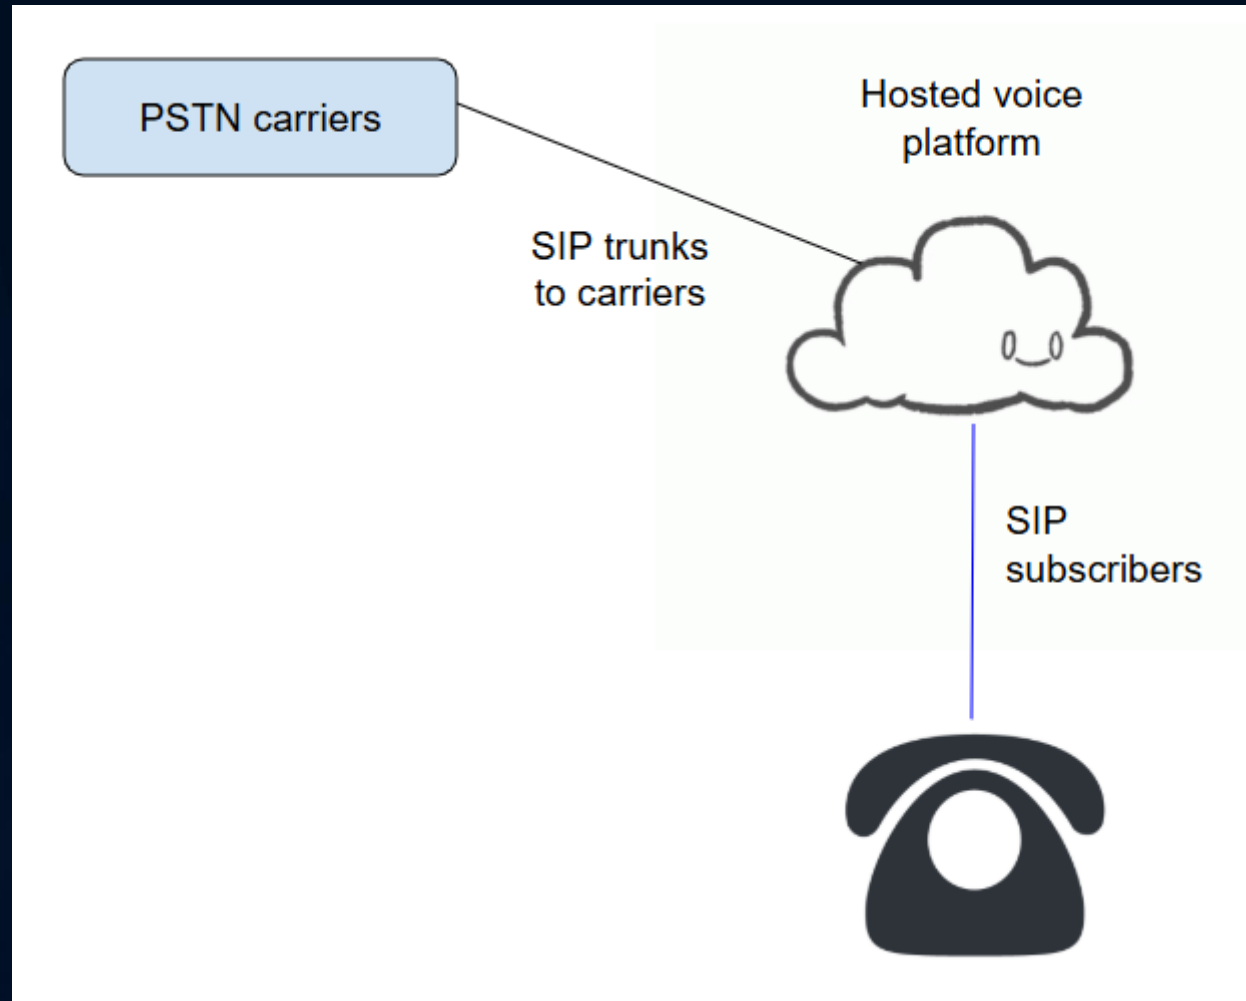 PSTN carriers
Hosted voice
platform
SIP trunks
to carriers
SIP
subscribers